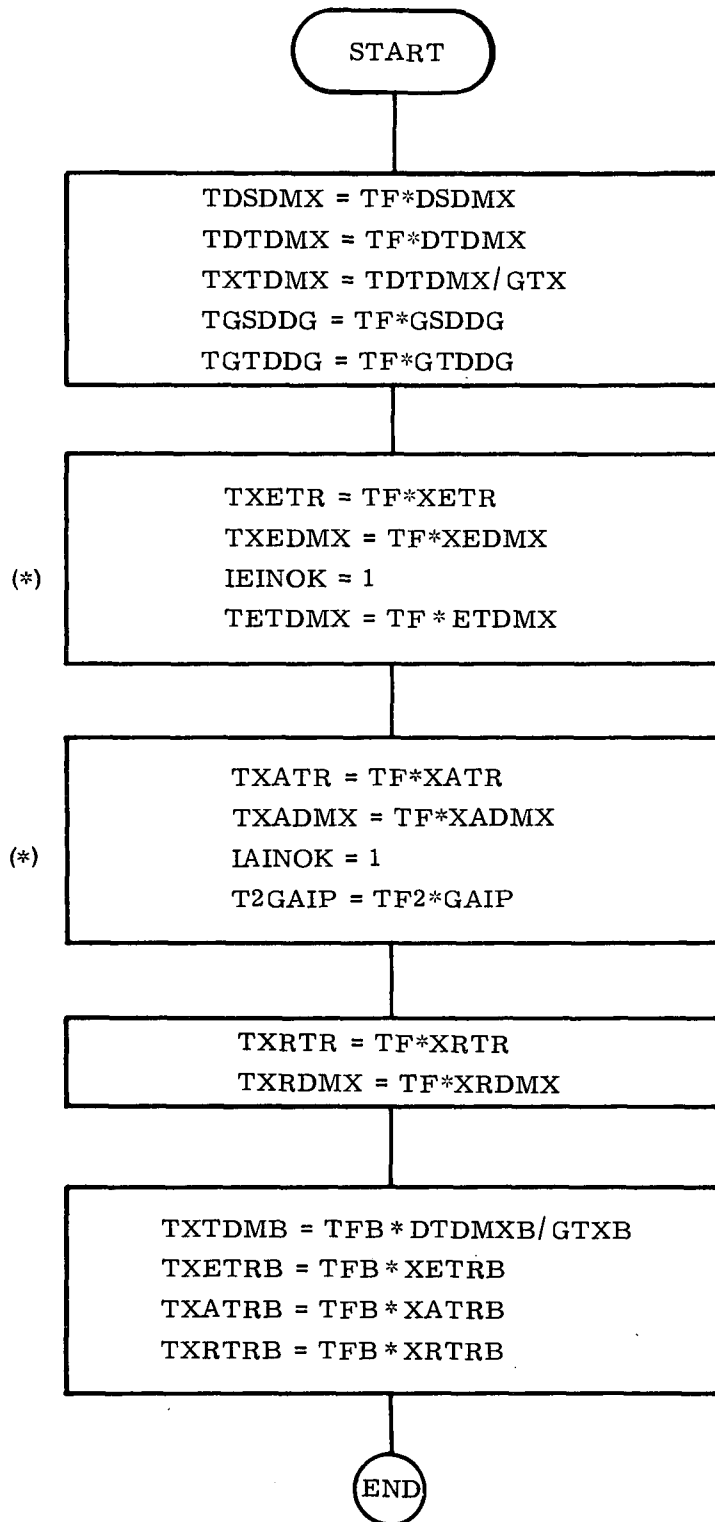 START
TDSDMX = TF*DSDMX
TDTDMX = TF*DTDMX
TXTDMX = TDTDMX/GTX
TGSDDG = TF*GSDDG
TGTDDG = TF*GTDDG
TXETR = TF*XETR
TXEDMX = TF*XEDMX
(*)
IEINOK = 1
TETDMX = TF * ETDMX
TXATR = TF*XATR
TXADMX = TF*XADMX
(*)
IAINOK = 1
T2GAIP = TF2*GAIP
TXRTR = TF*XRTR
TXRDMX = TF*XRDMX
TXTDMB = TFB * DTDMXB/GTXB
TXETRB = TFB * XETRB
TXATRB = TFB * XATRB
TXRTRB = TFB * XRTRB
END